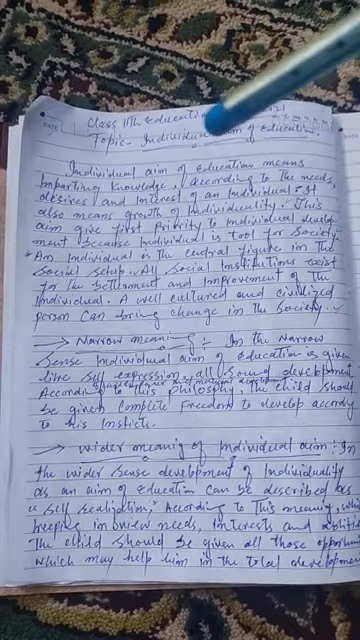 Class 11th Education
Topic - Individual aim of Education.
Individual aim of Education means
imparting knowledge, according to the needs,
desires and interest of an Individual. It
also means growth of Individuality. This
aim give first priority to Individual develop-
ment because Individual is tool for Society.
An Individual is the central figure in the
Social setup. All Social Institutions exist
for the betterment and Improvement of the
Individual. A well cultured and civilized
person can bring change in the Society.
→ Narrow meaning :- In the Narrow
Sense Individual aim of Education is given
like self expression, all sound development
According to this Philosophy, the child should
be given Complete Freedom to develop accordi
to his Insticts.
→ wider meaning of Individual aim: In
the wider sense development of Individuality
as an aim of Education can be described as
"Self Realization," According to this meaning, whi
keeping in view needs, interests and abilitie
The child should be given all those opportuni
which may help him in the total developmen